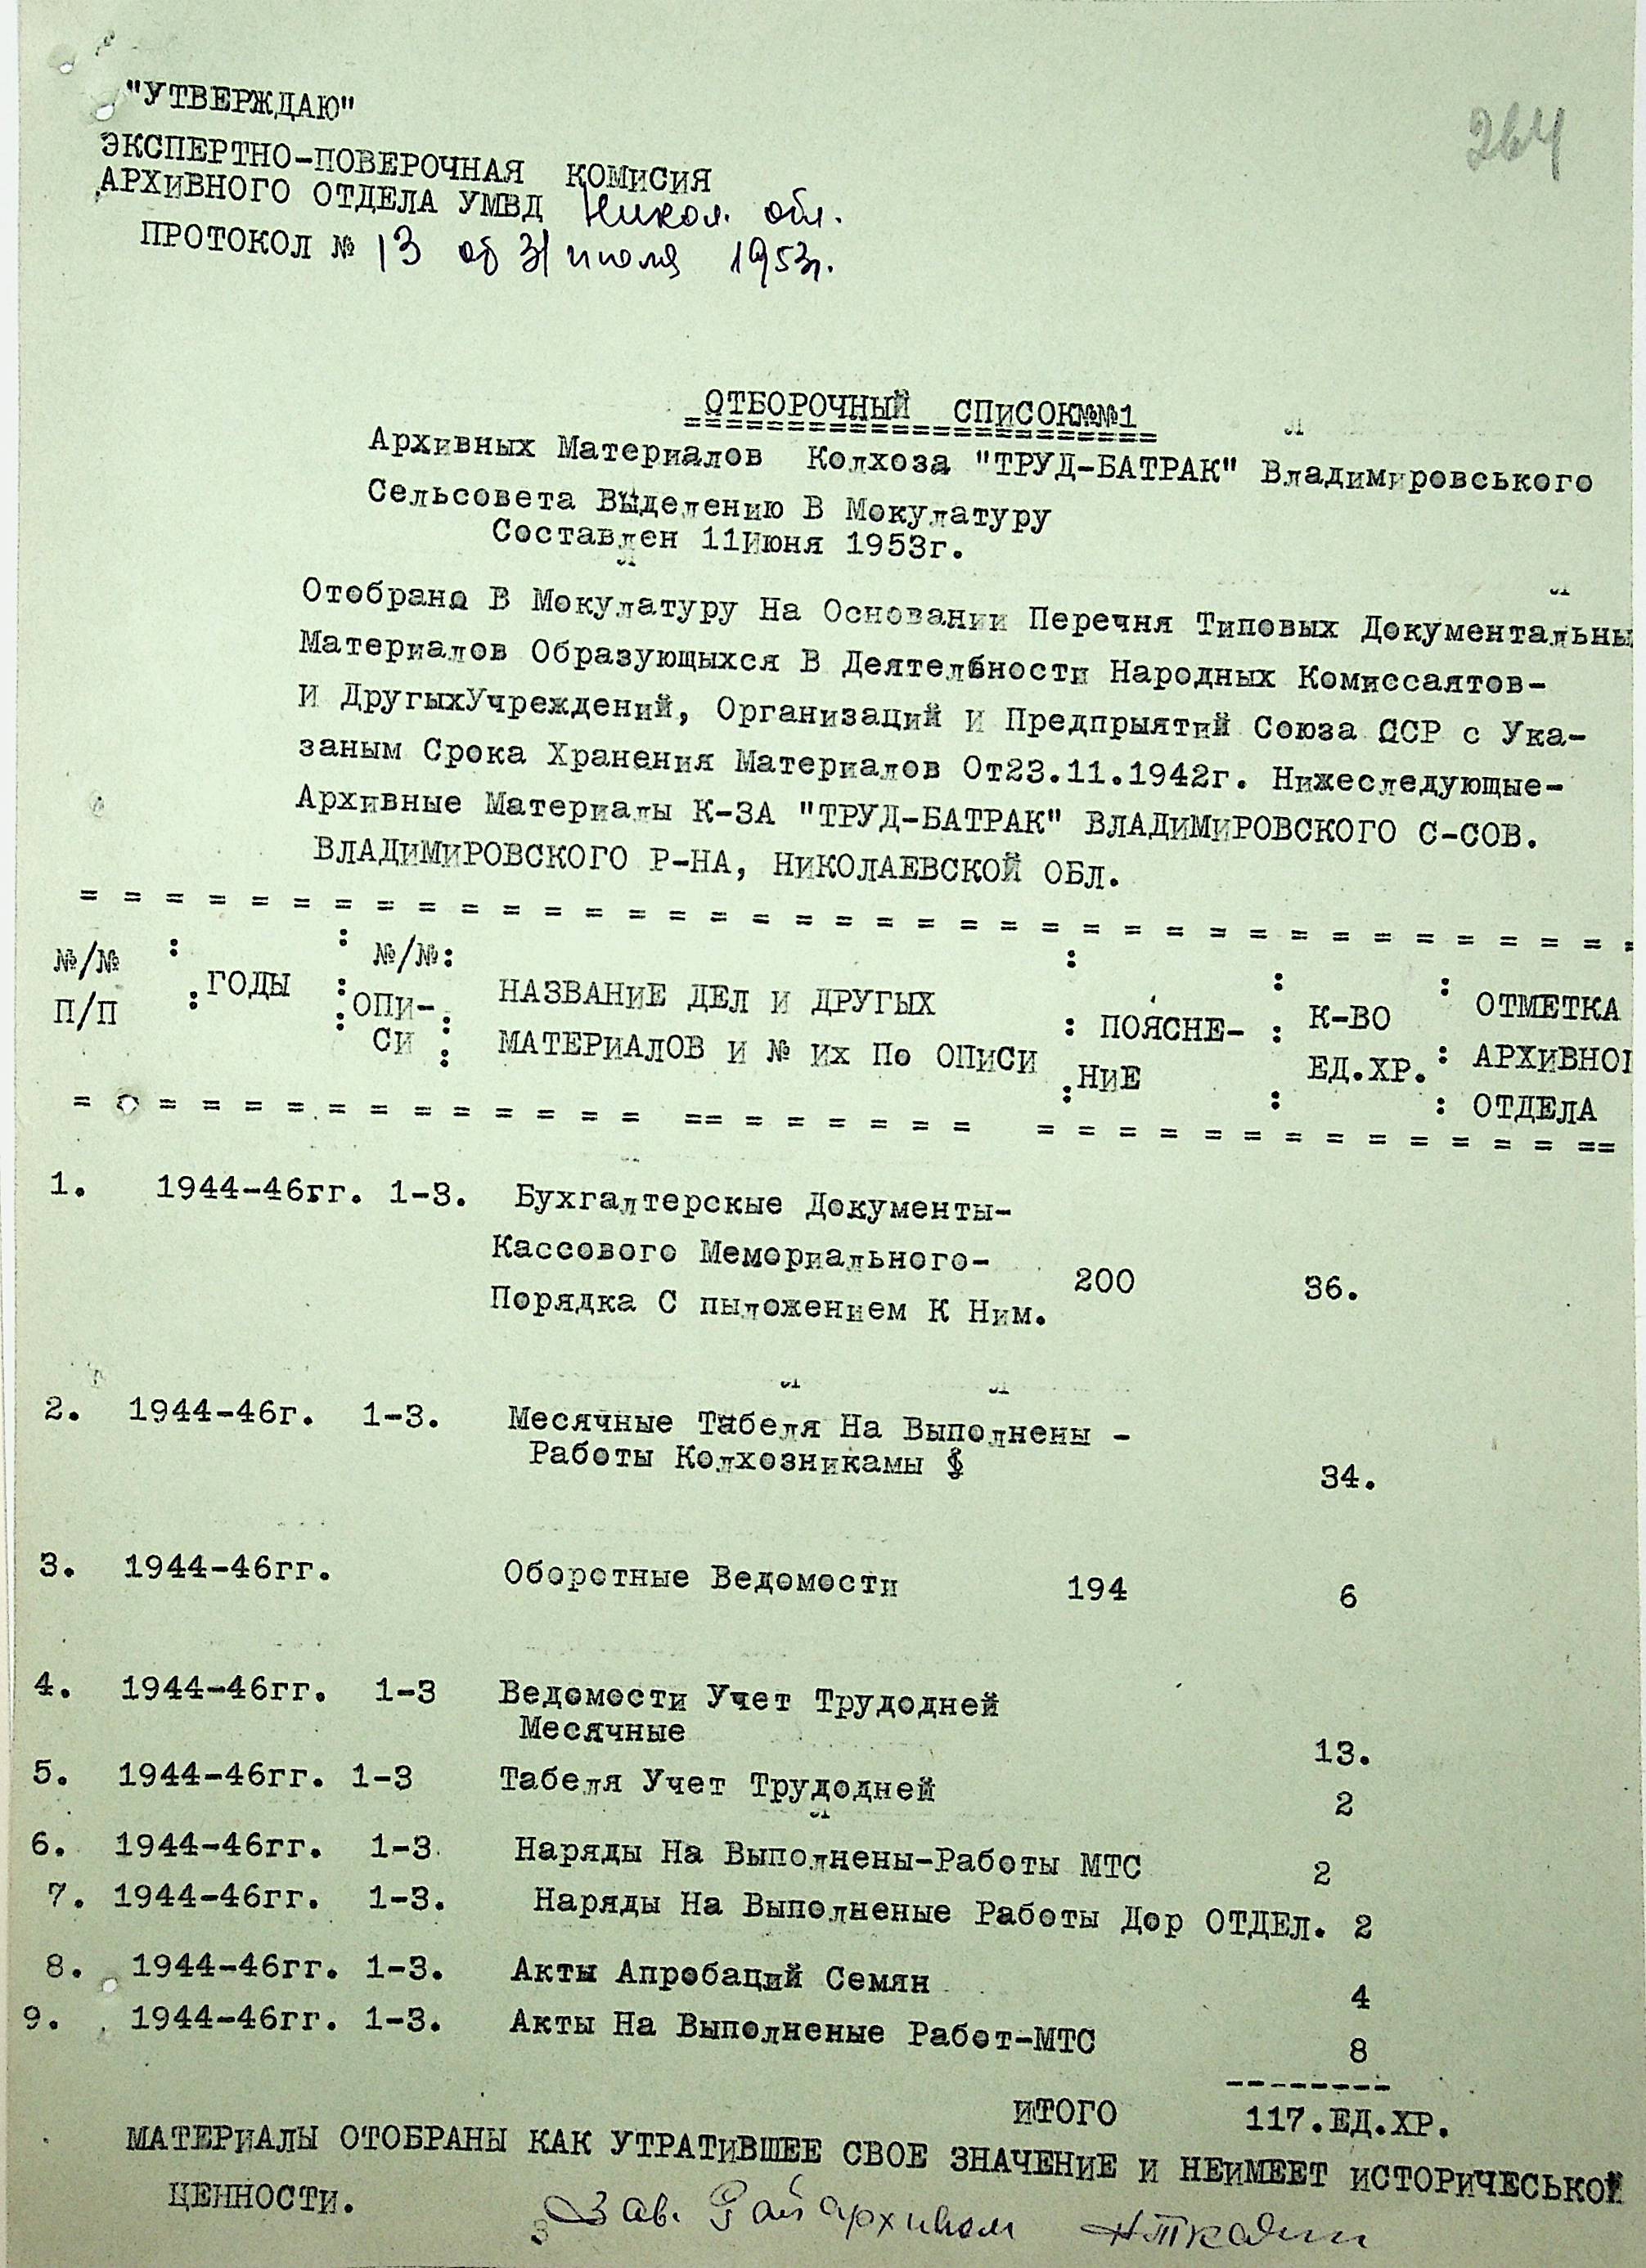 264
"УТВЕРЖДАЮ"
ЭКСПЕРТНО-ПОВЕРОЧНАЯ КОМИСИЯ
АРХИВНОГО ОТДЕЛА УМВД Никол. обл.
ПРОТОКОЛ № 13 об 31 июля 1953г.
ОТБОРОЧНЫЙ СПИСОК№№1
Архивных Материалов Колхоза "ТРУД-БАТРАК" Владимировського
Сельсовета Выделению В Мокулатуру
Составлен 11Июня 1953г.
Отобрано В Мокулатуру На Основании Перечня Типовых Документальны
Материалов Образующыхся В Деятелбности Народных Комиссаятов-
И ДругыхУчреждений, Организаций И Предпрыятий Союза ССР с Ука-
заным Срока Хранения Материалов От23.11.1942г. Нижеследующые-
Архивные Материалы К-ЗА "ТРУД-БАТРАК" ВЛАДИМИРОВСКОГО С-СОВ.
ВЛАДИМИРОВСКОГО Р-НА, НИКОЛАЕВСКОЙ ОБЛ.
= = = = = = = = = = = = = = = = = = = = = = = = = = = = = = = = = = = = =
№/№ : : №/№: : : :
П/П : ГОДЫ : ОПИ- : НАЗВАНИЕ ДЕЛ И ДРУГЫХ : ПОЯСНЕ- : К-ВО : ОТМЕТКА
СИ : МАТЕРИАЛОВ И № ИХ ПО ОПИСИ : НИЕ : ЕД.ХР. : АРХИВНОГ
: ОТДЕЛА
= = = = = = = = = = = = = = == = = = = = = = = = = = = = = = = = = = = ==
1. 1944-46гг. 1-3. Бухгалтерскые Документы-
Кассового Мемориального-
Порядка С пыложением К Ним. 200 36.
2. 1944-46г. 1-3. Месячные Табеля На Выполнены -
Работы Колхозникамы
34.
3. 1944-46гг. Оборотные Ведомости 194 6
4. 1944-46гг. 1-3 Ведомости Учет Трудодней
Месячные 13.
5. 1944-46гг. 1-3 Табеля Учет Трудодней 2
6. 1944-46гг. 1-3. Наряды На Выполнены-Работы МТС 2
7. 1944-46гг. 1-3. Наряды На Выполненые Работы Дор ОТДЕЛ. 2
8. 1944-46гг. 1-3. Акты Апробаций Семян 4
9. 1944-46гг. 1-3. Акты На Выполненые Работ-МТС 8
--------
ИТОГО 117.ЕД.ХР.
МАТЕРИАЛЫ ОТОБРАНЫ КАК УТРАТИВШЕЕ СВОЕ ЗНАЧЕНИЕ И НЕИМЕЕТ ИСТОРИЧЕСЬКОЙ
ЦЕННОСТИ.
Зав. Райархивом